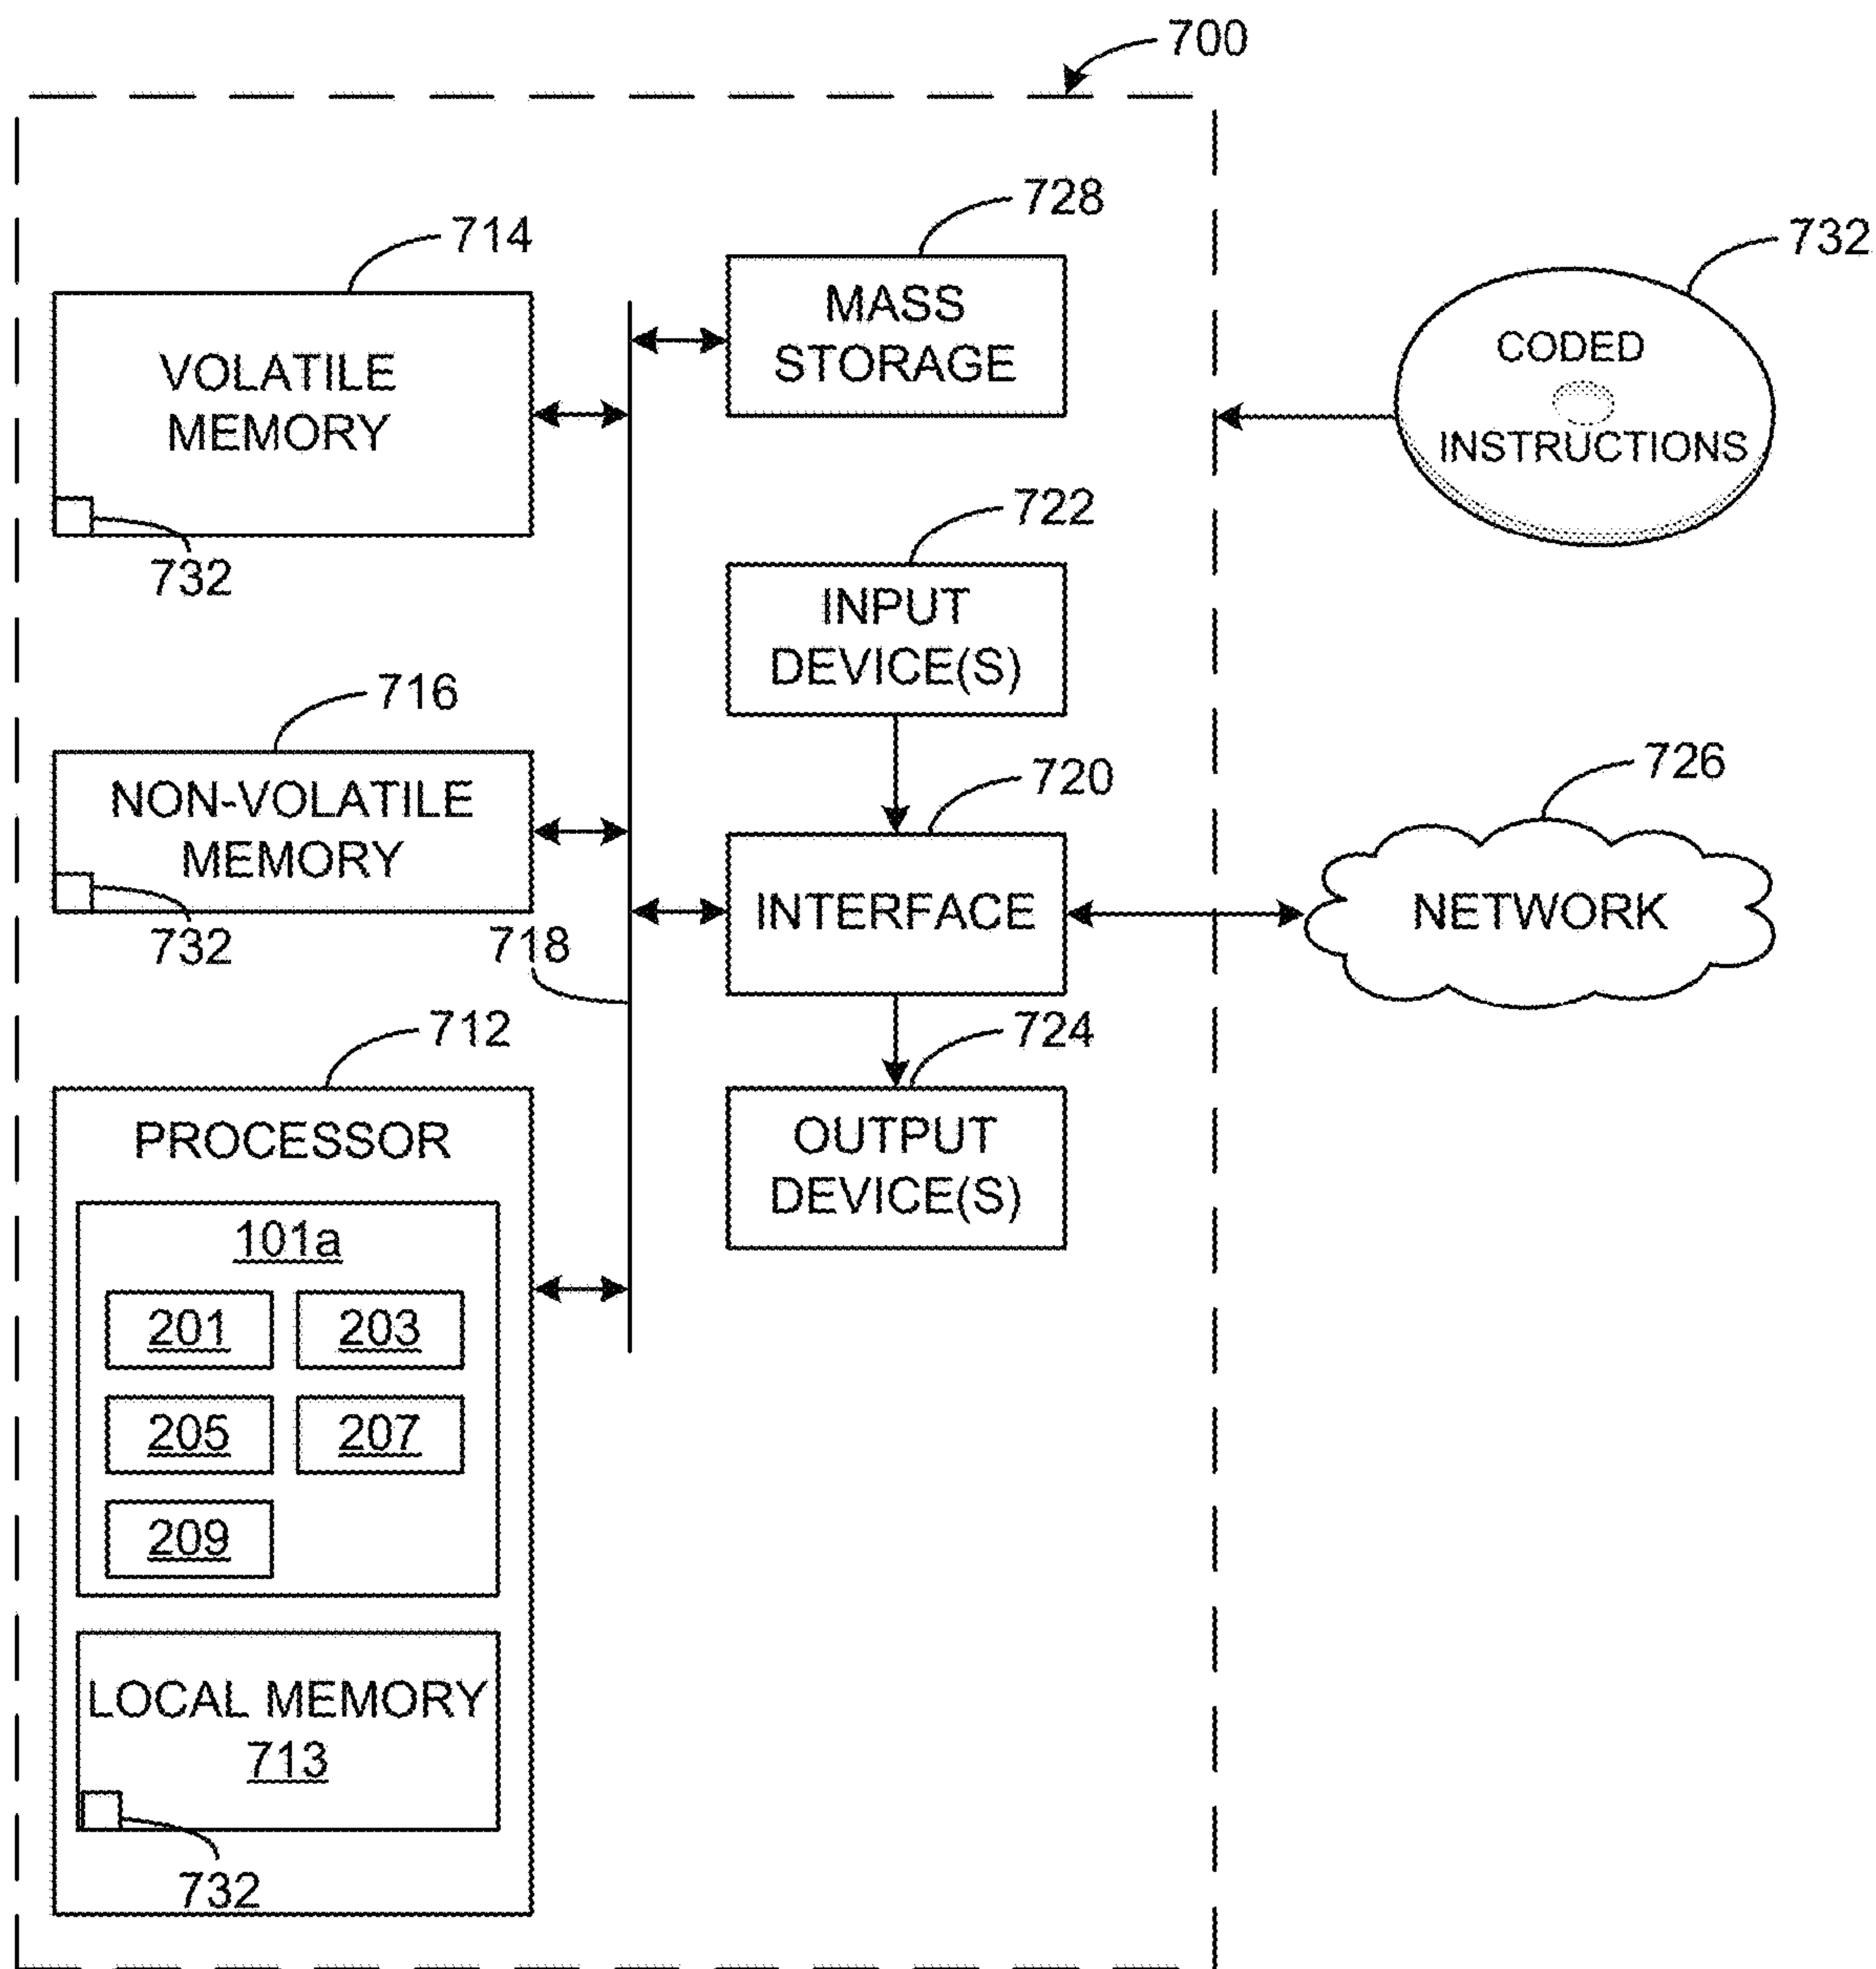 700
728
714
732
MASS
STORAGE
VOLATILE
MEMORY
CODED
INSTRUCTIONS
732
722
INPUT
DEVICE(S)
716
720
726
NON-VOLATILE
MEMORY
INTERFACE
NETWORK
732
718
712
724
PROCESSOR
OUTPUT
DEVICE(S)
101a
201
203
205
207
209
LOCAL MEMORY
713
732